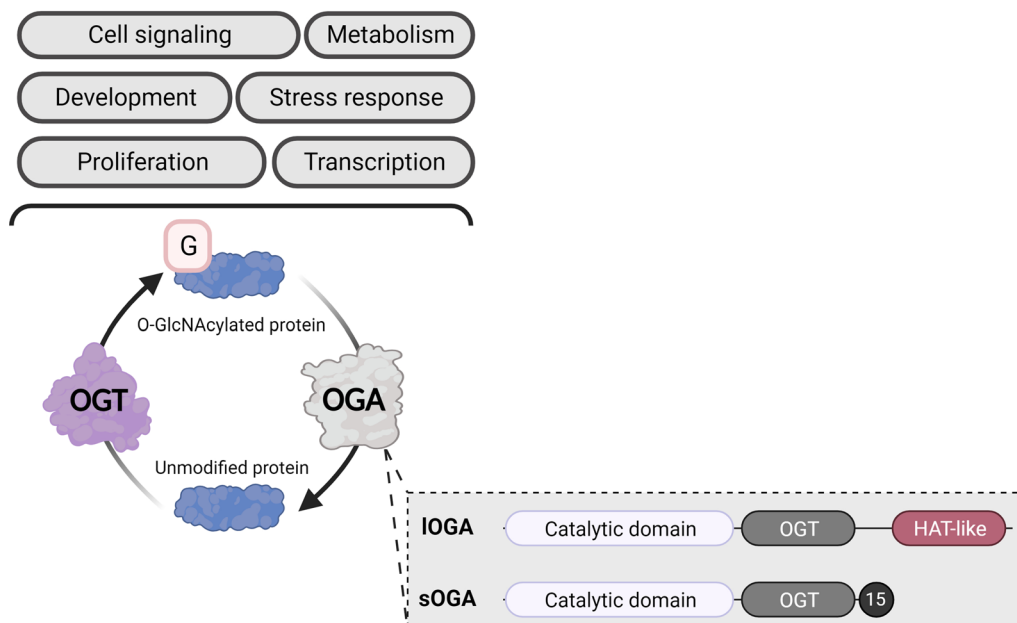 Cell signaling
Metabolism
Development
Stress response
Proliferation
Transcription
G
O-GlcNAcylated protein
OGT
OGA
Unmodified protein
lOGA
Catalytic domain
OGT
HAT-like
sOGA
Catalytic domain
OGT
15